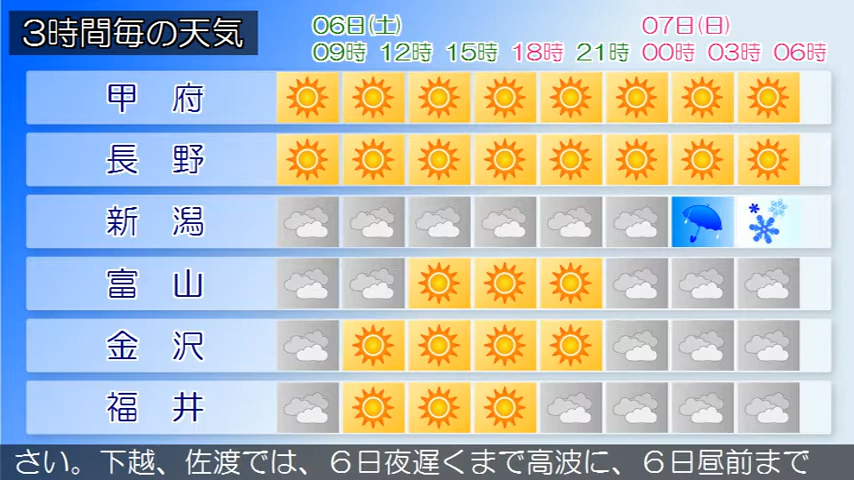 3時間毎の天気
06日(土) 07日(日)
09時 12時 15時 18時 21時 00時 03時 06時
甲府
長野
新潟
富山
金沢
福井
さい。下越、佐渡では、６日夜遅くまで高波に、６日昼前まで